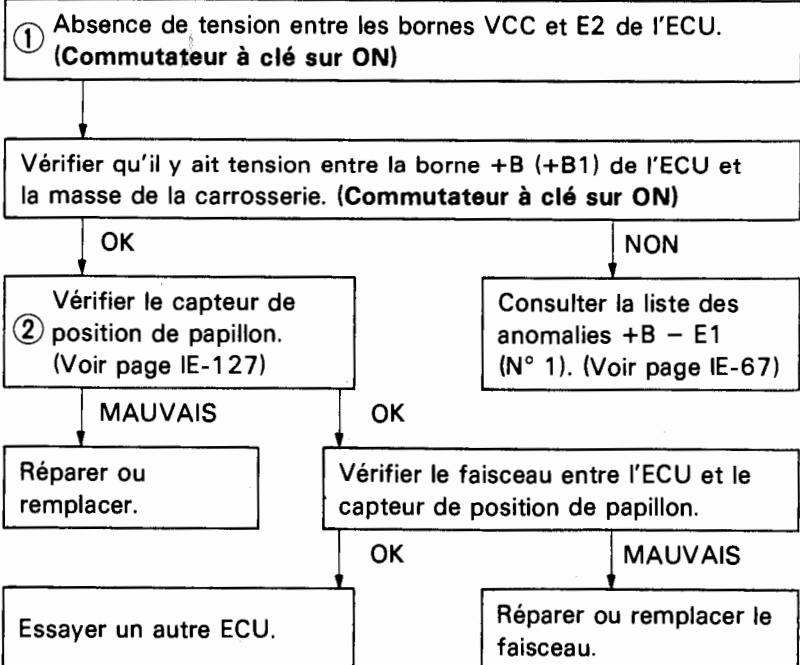 ① Absence de tension entre les bornes VCC et E2 de l'ECU.
(Commutateur à clé sur ON)
Vérifier qu'il y ait tension entre la borne +B (+B1) de l'ECU et
la masse de la carrosserie. (Commutateur à clé sur ON)
OK
NON
Vérifier le capteur de
② position de papillon.
(Voir page IE-127)
Consulter la liste des
anomalies +B − E1
(N° 1). (Voir page IE-67)
MAUVAIS
OK
Réparer ou
remplacer.
Vérifier le faisceau entre l'ECU et le
capteur de position de papillon.
OK
MAUVAIS
Essayer un autre ECU.
Réparer ou remplacer le
faisceau.